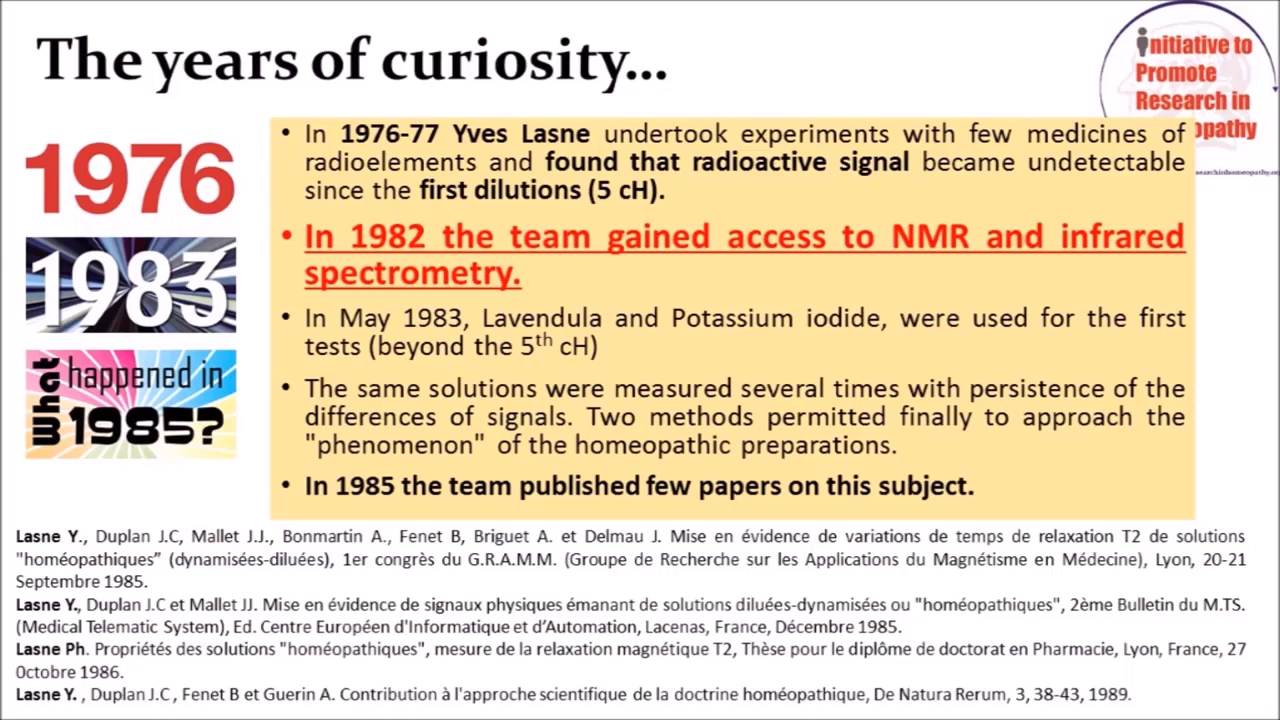 The years of curiosity...
initiative to
Promote
Research in
opathy
searchinhomeopathy.o
1976
1983
What happened in 1985?
• In 1976-77 Yves Lasne undertook experiments with few medicines of
radioelements and found that radioactive signal became undetectable
since the first dilutions (5 cH).
• In 1982 the team gained access to NMR and infrared
spectrometry.
• In May 1983, Lavendula and Potassium iodide, were used for the first
tests (beyond the 5th cH)
• The same solutions were measured several times with persistence of the
differences of signals. Two methods permitted finally to approach the
"phenomenon" of the homeopathic preparations.
• In 1985 the team published few papers on this subject.
Lasne Y., Duplan J.C, Mallet J.J., Bonmartin A., Fenet B, Briguet A. et Delmau J. Mise en évidence de variations de temps de relaxation T2 de solutions
"homéopathiques” (dynamisées-diluées), 1er congrès du G.R.A.M.M. (Groupe de Recherche sur les Applications du Magnétisme en Médecine), Lyon, 20-21
Septembre 1985.
Lasne Y., Duplan J.C et Mallet JJ. Mise en évidence de signaux physiques émanant de solutions diluées-dynamisées ou "homéopathiques", 2ème Bulletin du M.TS.
(Medical Telematic System), Ed. Centre Européen d'Informatique et d’Automation, Lacenas, France, Décembre 1985.
Lasne Ph. Propriétés des solutions "homéopathiques", mesure de la relaxation magnétique T2, Thèse pour le diplôme de doctorat en Pharmacie, Lyon, France, 27
0ctobre 1986.
Lasne Y. , Duplan J.C , Fenet B et Guerin A. Contribution à l'approche scientifique de la doctrine homéopathique, De Natura Rerum, 3, 38-43, 1989.